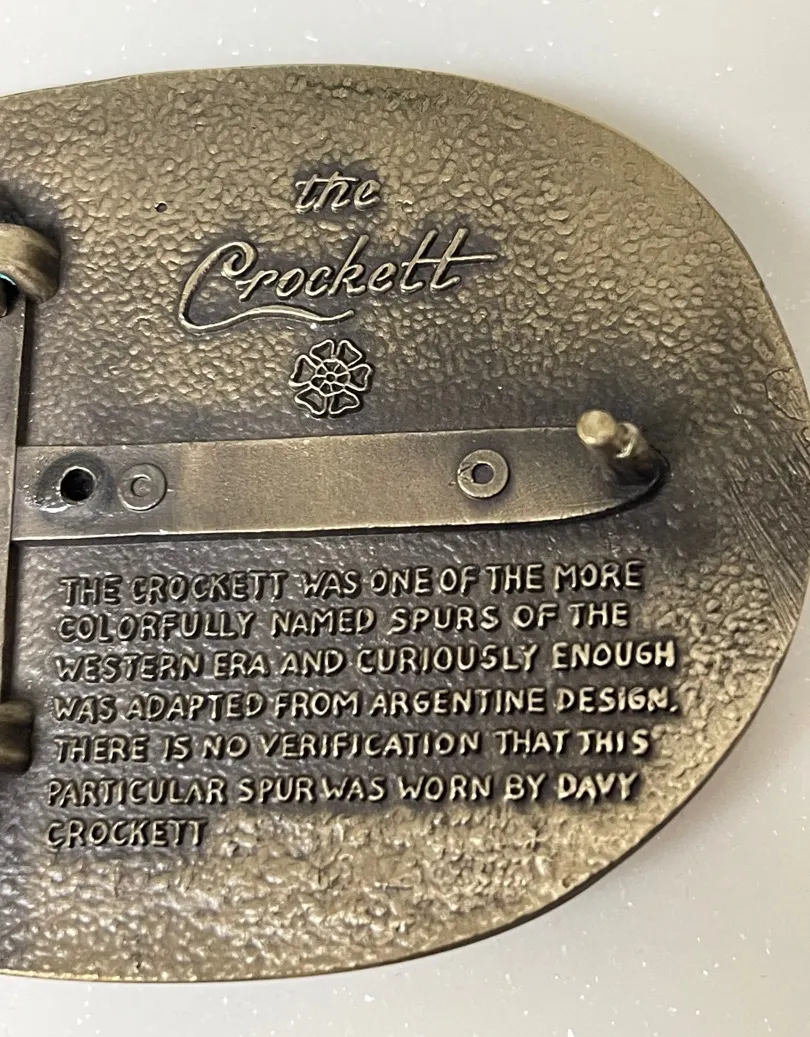 the
Crockett
©
THE CROCKETT WAS ONE OF THE MORE
COLORFULLY NAMED SPURS OF THE
WESTERN ERA AND CURIOUSLY ENOUGH
WAS ADAPTED FROM ARGENTINE DESIGN.
THERE IS NO VERIFICATION THAT THIS
PARTICULAR SPUR WAS WORN BY DAVY
CROCKETT